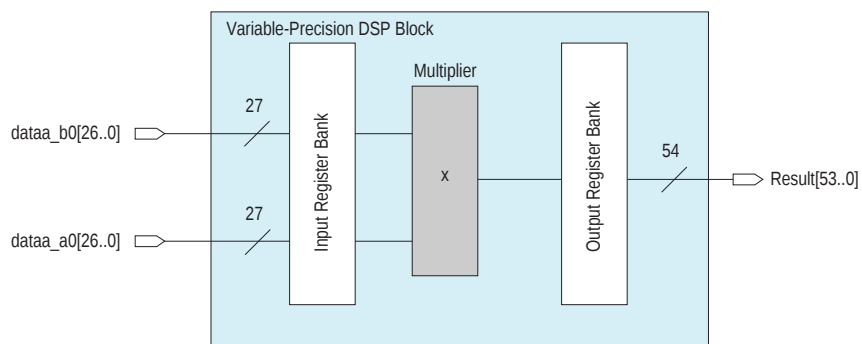 Variable-Precision DSP Block
Multiplier
27
dataa_b0[26..0]
Input Register Bank
x
Output Register Bank
54
Result[53..0]
27
dataa_a0[26..0]